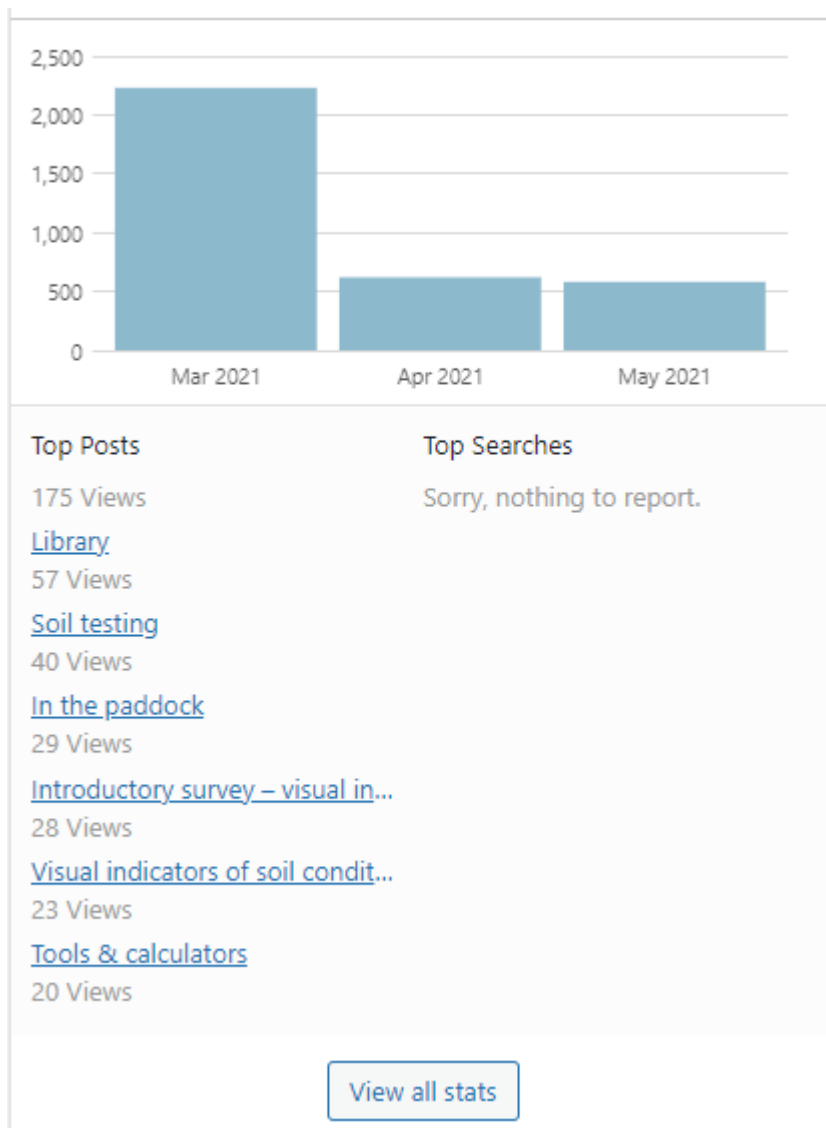 2,500
2,000
1,500
1,000
500
0
Mar 2021
Apr 2021
May 2021
Top Posts
175 Views
Library
57 Views
Soil testing
40 Views
In the paddock
29 Views
Introductory survey – visual in...
28 Views
Visual indicators of soil condit...
23 Views
Tools & calculators
20 Views
Top Searches
Sorry, nothing to report.
View all stats